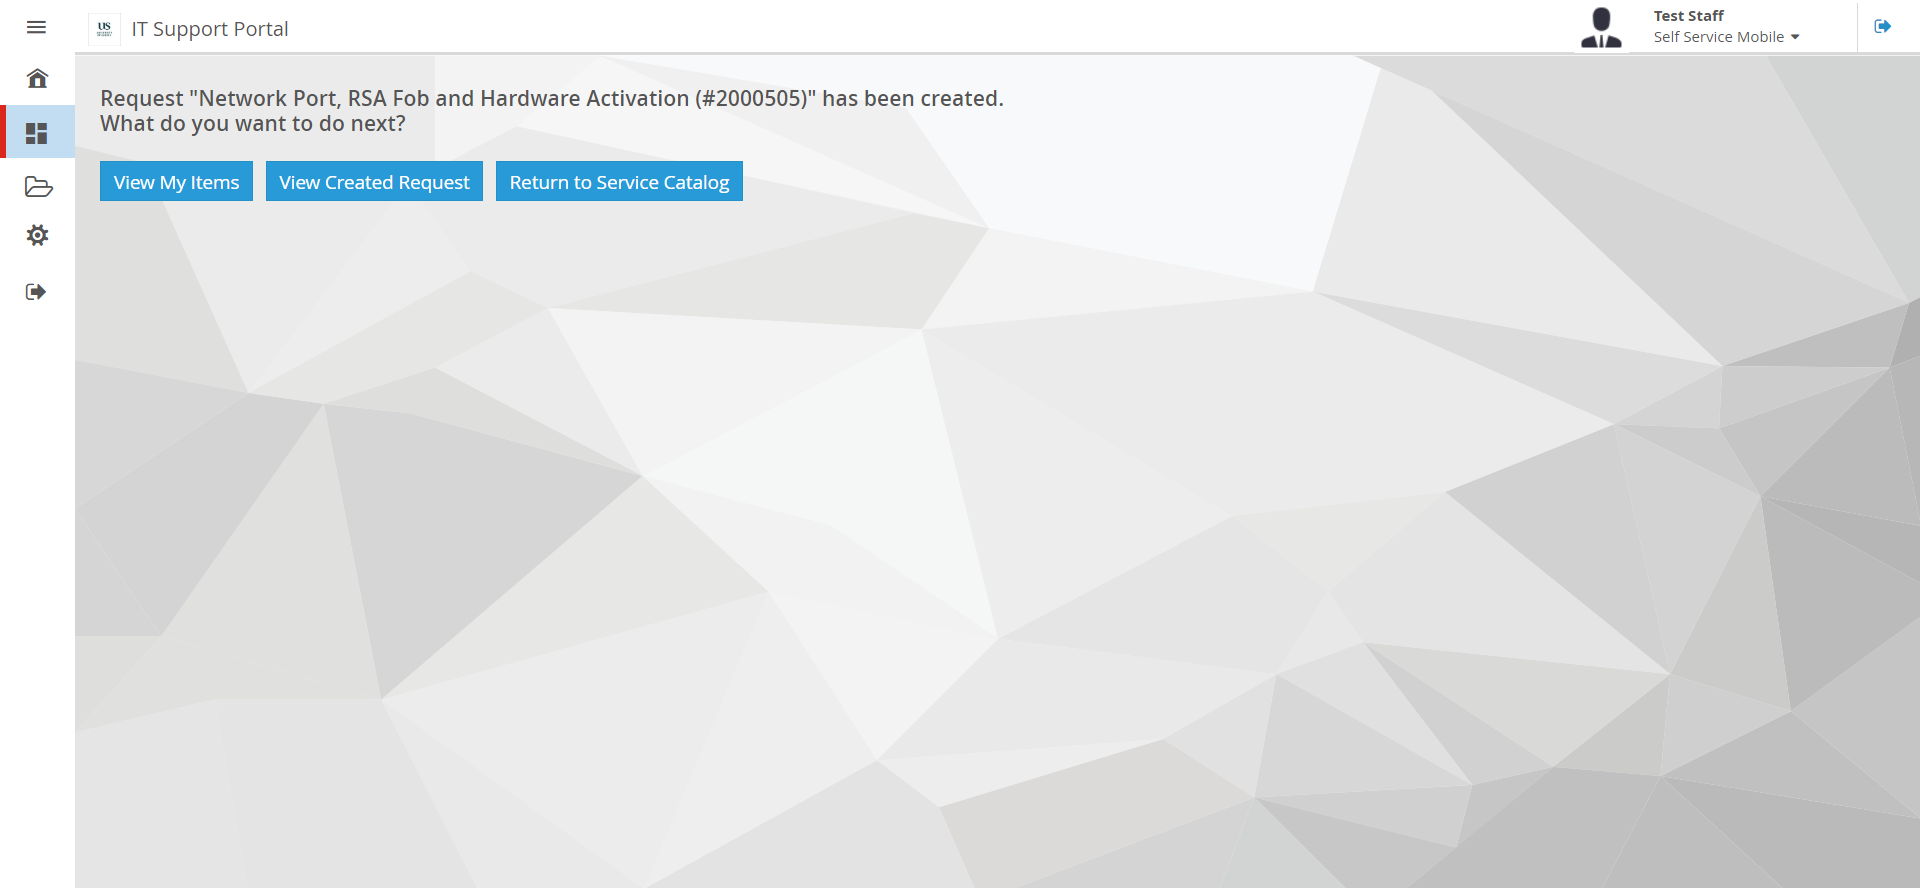 US
IT Support Portal
Test Staff
Self Service Mobile
Request "Network Port, RSA Fob and Hardware Activation (#2000505)" has been created.
What do you want to do next?
View My Items
View Created Request
Return to Service Catalog